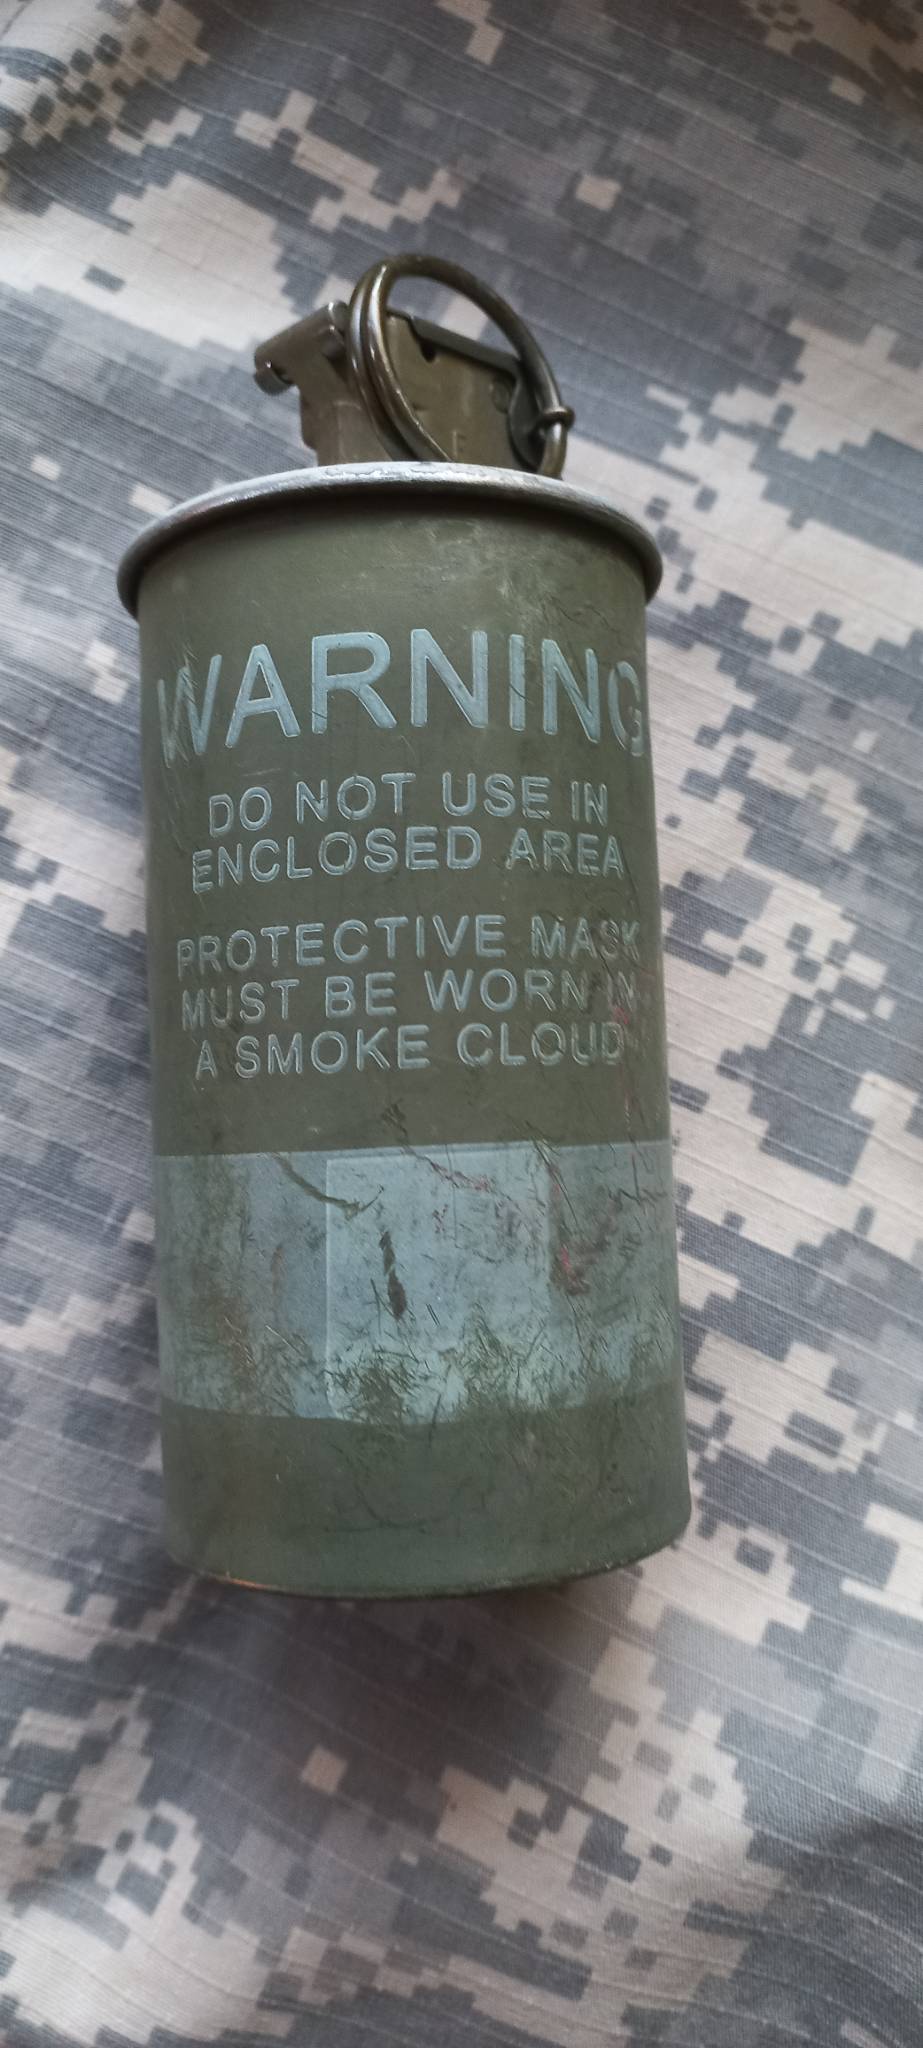 WARNING
DO NOT USE IN
ENCLOSED AREA
PROTECTIVE MASK
MUST BE WORN IN
A SMOKE CLOUD